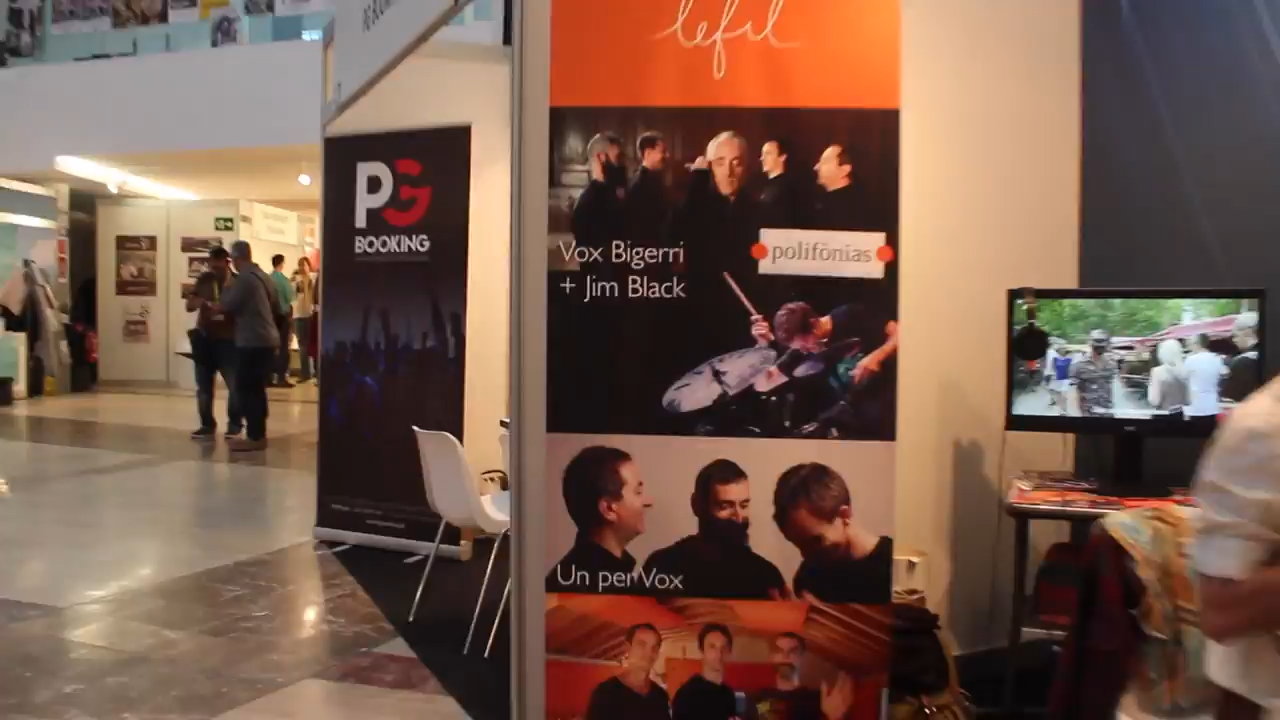 PG
BOOKING
lefil
Vox Bigerri
+ Jim Black
polifònias
Un per Vox